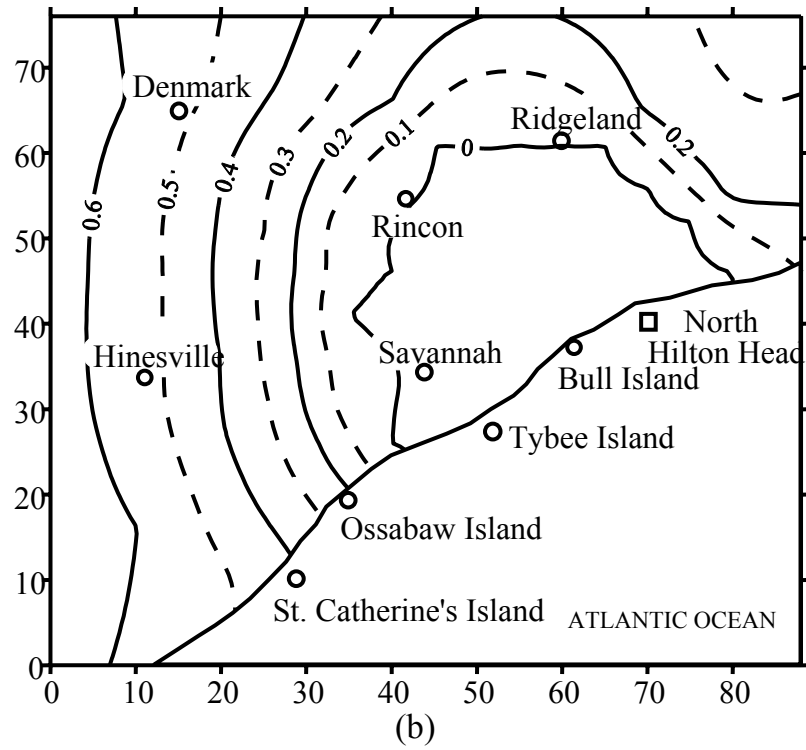 70
60
50
40
30
20
10
0
Denmark
Ridgeland
Rincon
Hinesville
Savannah
North
Hilton Head
Bull Island
Tybee Island
Ossabaw Island
St. Catherine's Island
ATLANTIC OCEAN
0.6
0.5
0.4
0.3
0.2
0.1
0
0.2
0 10 20 30 40 50 60 70 80
(b)